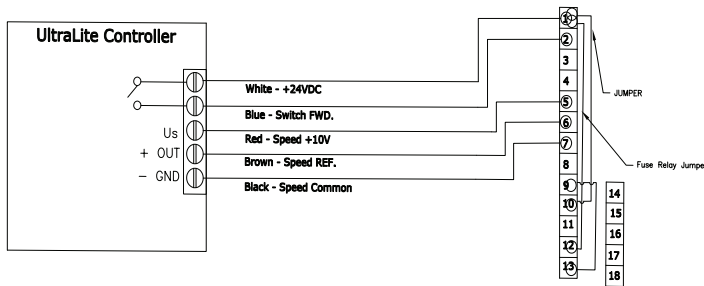 UltraLite Controller
White - +24VDC
Blue - Switch FWD.
Us
Red - Speed +10V
+ OUT
Brown - Speed REF.
- GND
Black - Speed Common
1
2
3
4
5
6
7
8
9
10
11
12
13
JUMPER
Fuse Relay Jumpe
14
15
16
17
18